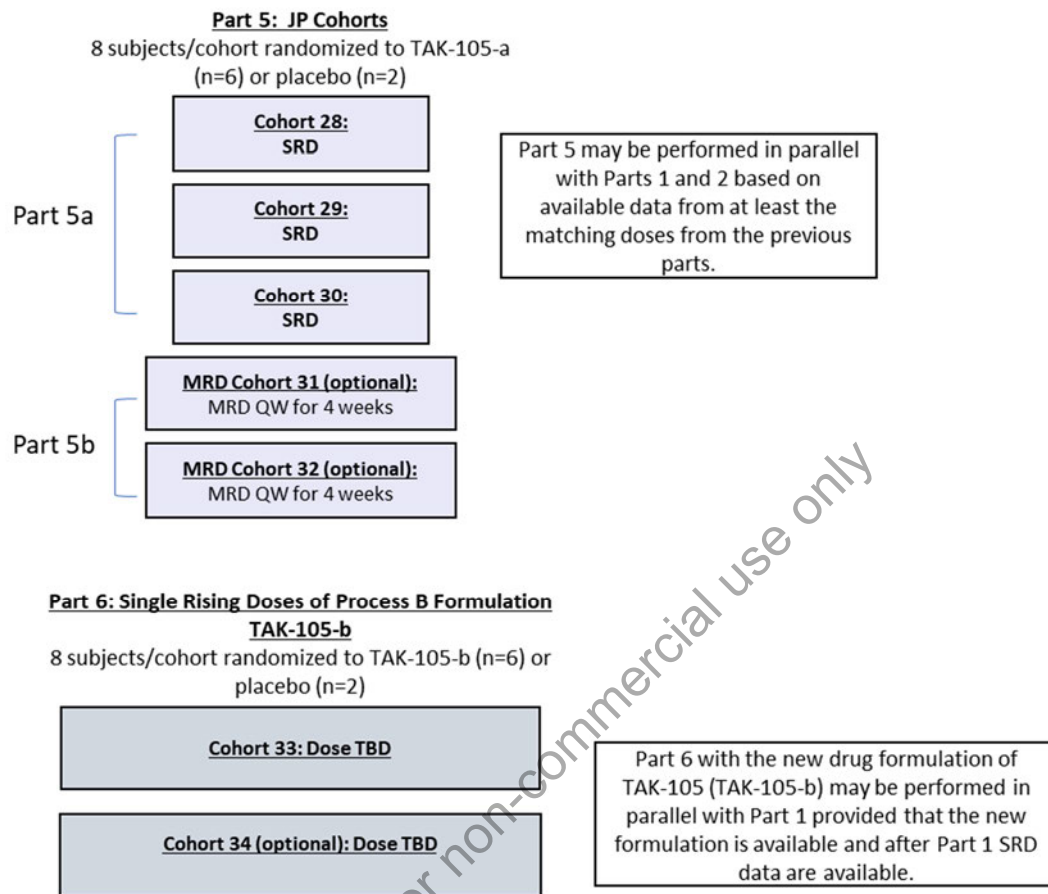 Part 5: JP Cohorts
8 subjects/cohort randomized to TAK-105-a
(n=6) or placebo (n=2)
Part 5a
Cohort 28:
SRD
Cohort 29:
SRD
Cohort 30:
SRD
Part 5 may be performed in parallel
with Parts 1 and 2 based on
available data from at least the
matching doses from the previous
parts.
Part 5b
MRD Cohort 31 (optional):
MRD QW for 4 weeks
MRD Cohort 32 (optional):
MRD QW for 4 weeks
Part 6: Single Rising Doses of Process B Formulation
TAK-105-b
8 subjects/cohort randomized to TAK-105-b (n=6) or
placebo (n=2)
Cohort 33: Dose TBD
Cohort 34 (optional): Dose TBD
Part 6 with the new drug formulation of
TAK-105 (TAK-105-b) may be performed in
parallel with Part 1 provided that the new
formulation is available and after Part 1 SRD
data are available.
or non-commercial use only